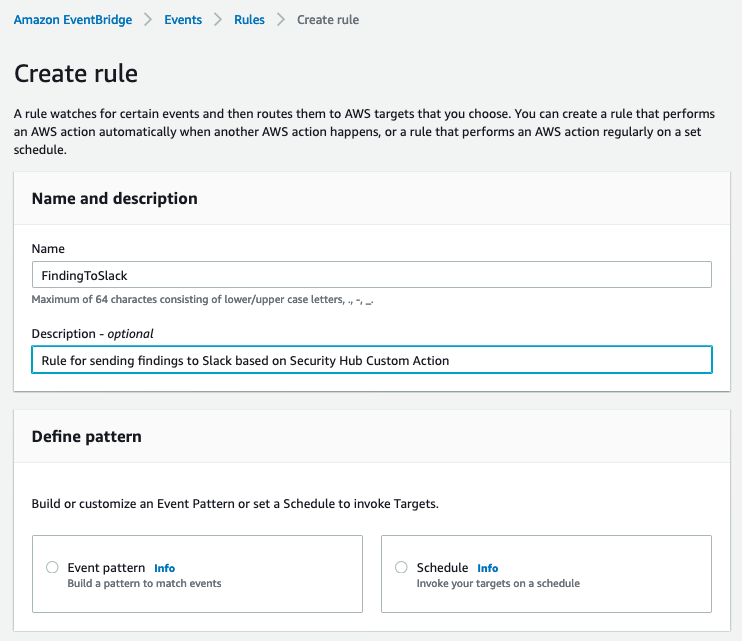 Amazon EventBridge > Events > Rules > Create rule
Create rule
A rule watches for certain events and then routes them to AWS targets that you choose. You can create a rule that performs
an AWS action automatically when another AWS action happens, or a rule that performs an AWS action regularly on a set
schedule.
Name and description
Name
FindingToSlack
Maximum of 64 charactes consisting of lower/upper case letters, ., -, _.
Description - optional
Rule for sending findings to Slack based on Security Hub Custom Action
Define pattern
Build or customize an Event Pattern or set a Schedule to invoke Targets.
Event pattern Info
Build a pattern to match events
Schedule Info
Invoke your targets on a schedule